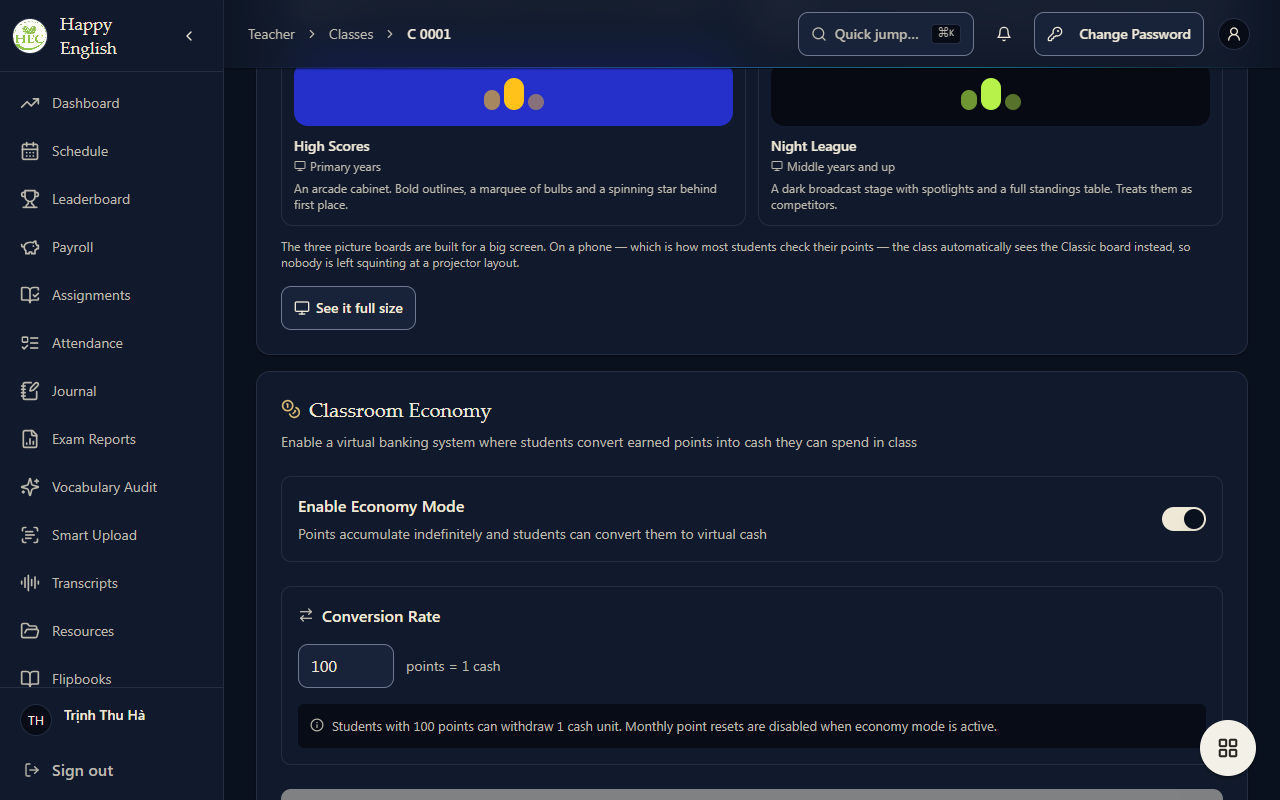 HEC
Happy
English
Teacher
Classes
C 0001
Quick jump...
⌘K
Change Password
Dashboard
Schedule
Leaderboard
Payroll
Assignments
Attendance
Journal
Exam Reports
Vocabulary Audit
Smart Upload
Transcripts
Resources
Flipbooks
TH
Trịnh Thu Hà
Sign out
High Scores
Primary years
An arcade cabinet. Bold outlines, a marquee of bulbs and a spinning star behind
first place.
Night League
Middle years and up
A dark broadcast stage with spotlights and a full standings table. Treats them as
competitors.
The three picture boards are built for a big screen. On a phone — which is how most students check their points — the class automatically sees the Classic board instead, so
nobody is left squinting at a projector layout.
See it full size
Classroom Economy
Enable a virtual banking system where students convert earned points into cash they can spend in class
Enable Economy Mode
Points accumulate indefinitely and students can convert them to virtual cash
Conversion Rate
100
points = 1 cash
Students with 100 points can withdraw 1 cash unit. Monthly point resets are disabled when economy mode is active.